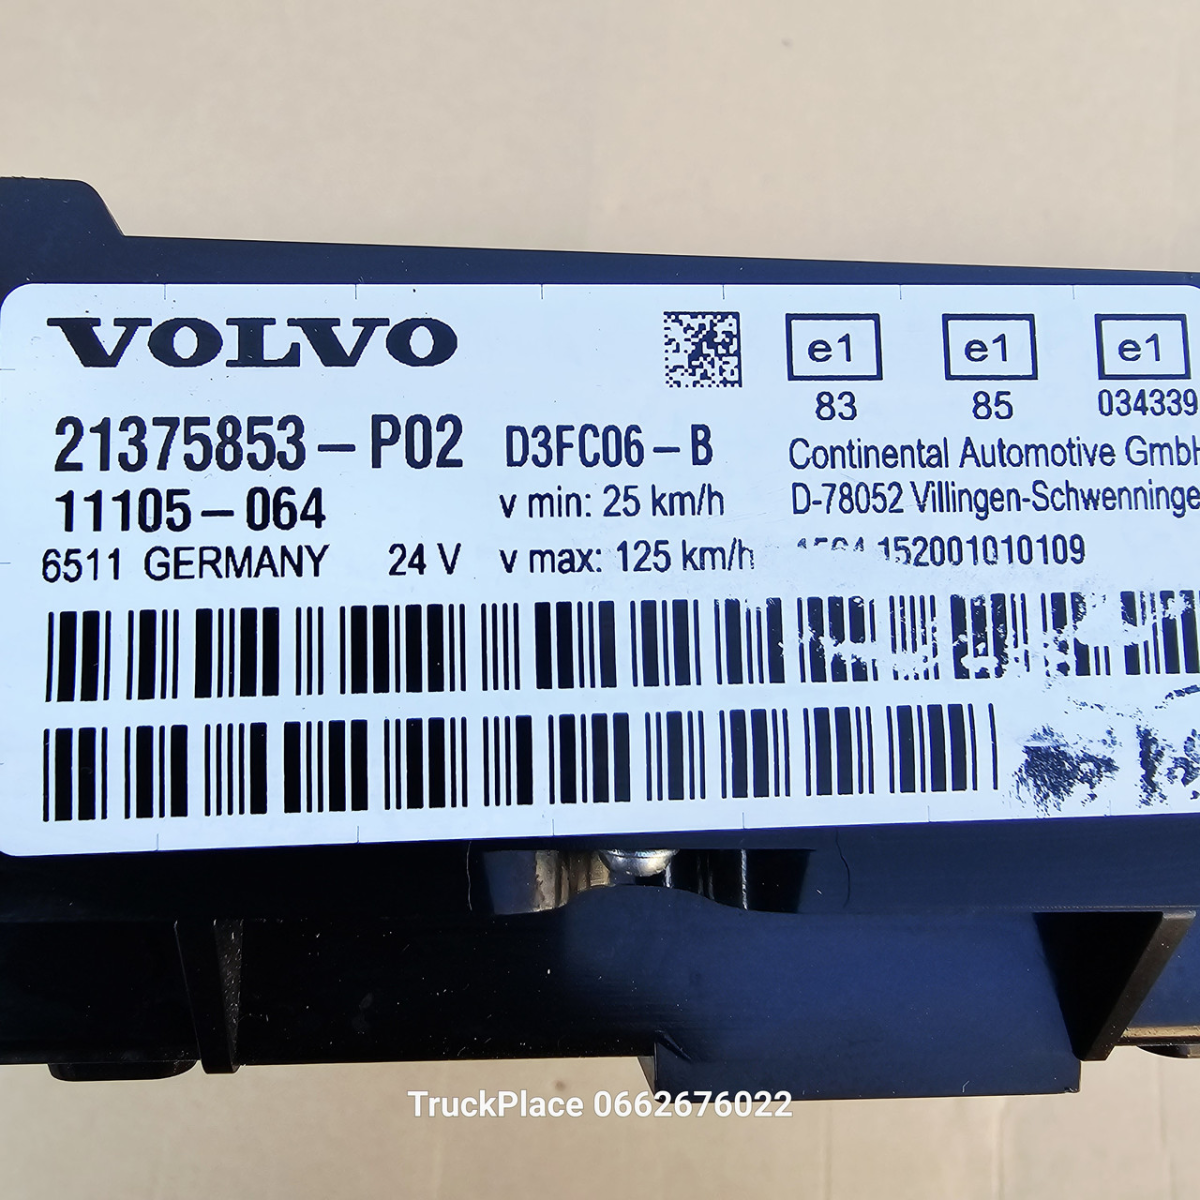 VOLVO
e1 e1 e1
83 85 034339
21375853-P02 D3FC06-B Continental Automotive GmbH
11105-064 v min: 25 km/h D-78052 Villingen-Schwenninge
6511 GERMANY 24 V v max: 125 km/h 152001010109
TruckPlace 0662676022